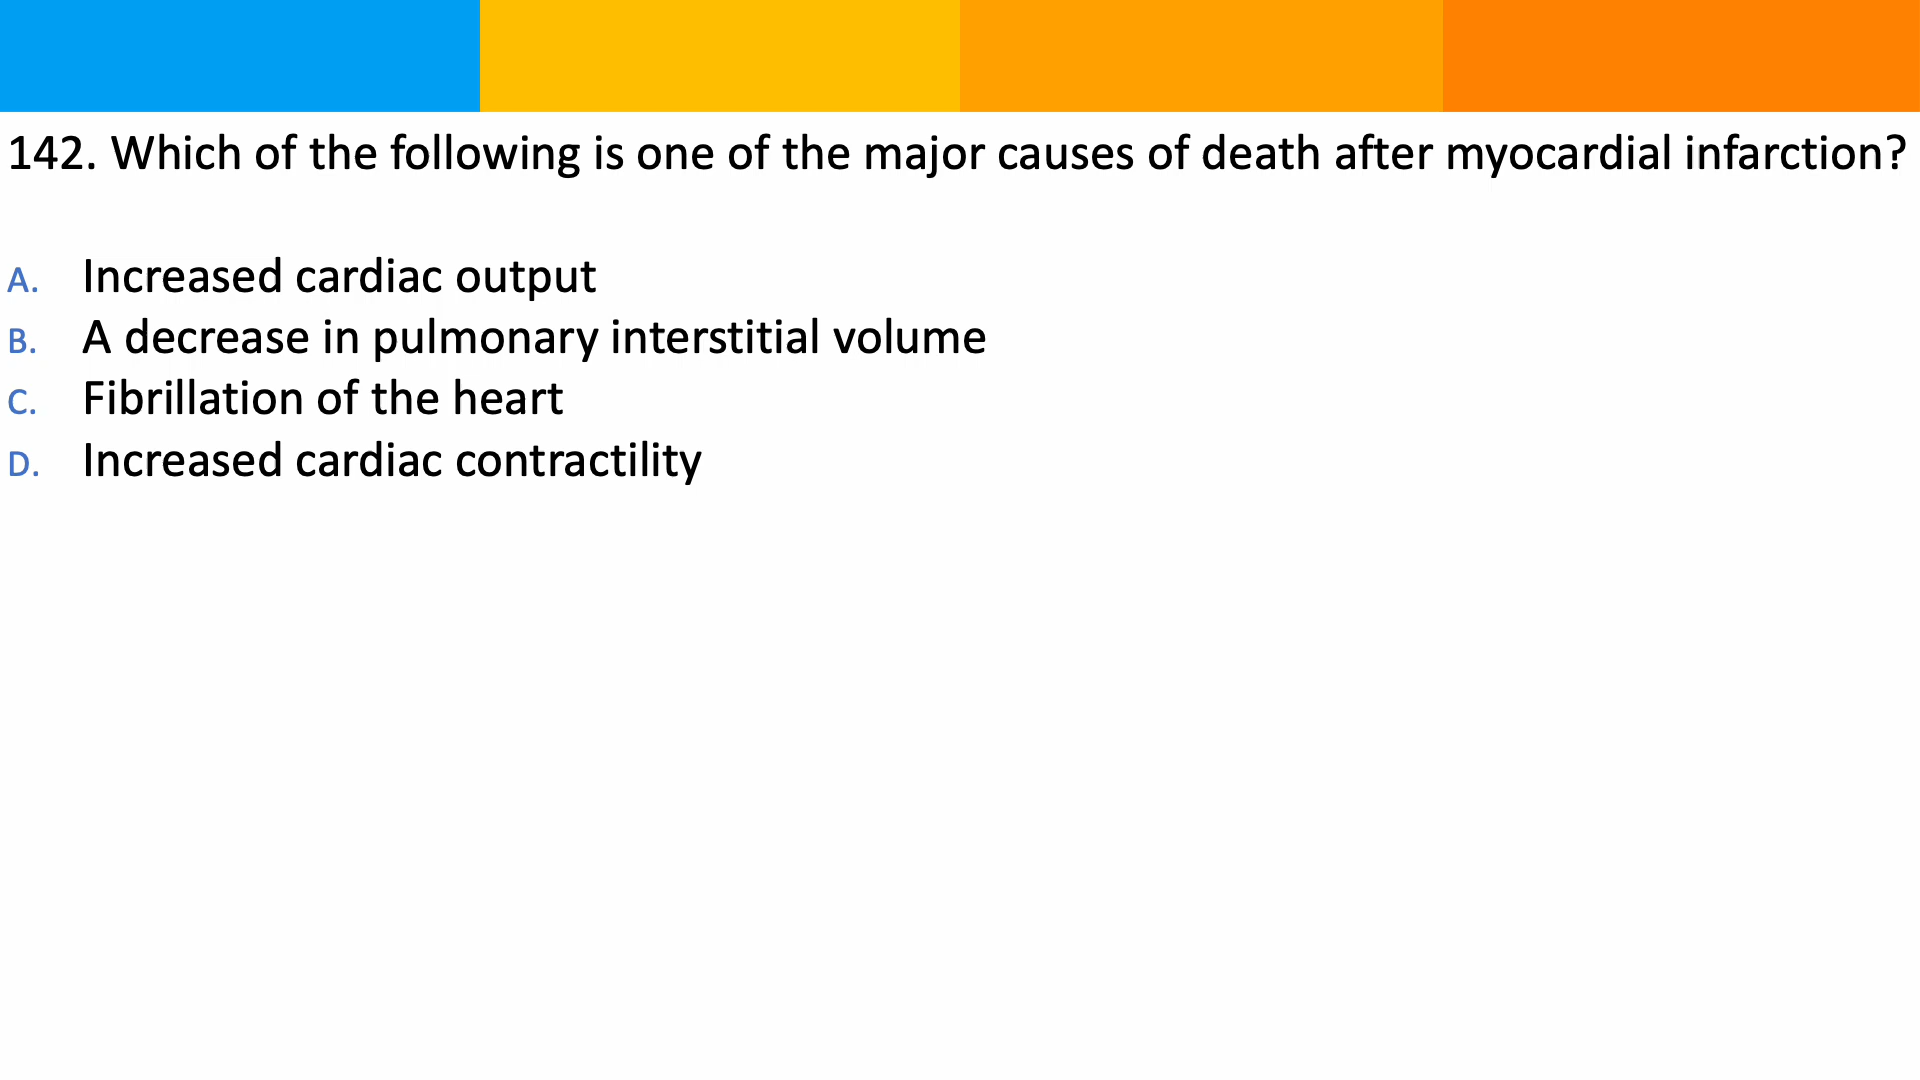 142. Which of the following is one of the major causes of death after myocardial infarction?
A. Increased cardiac output
B. A decrease in pulmonary interstitial volume
C. Fibrillation of the heart
D. Increased cardiac contractility